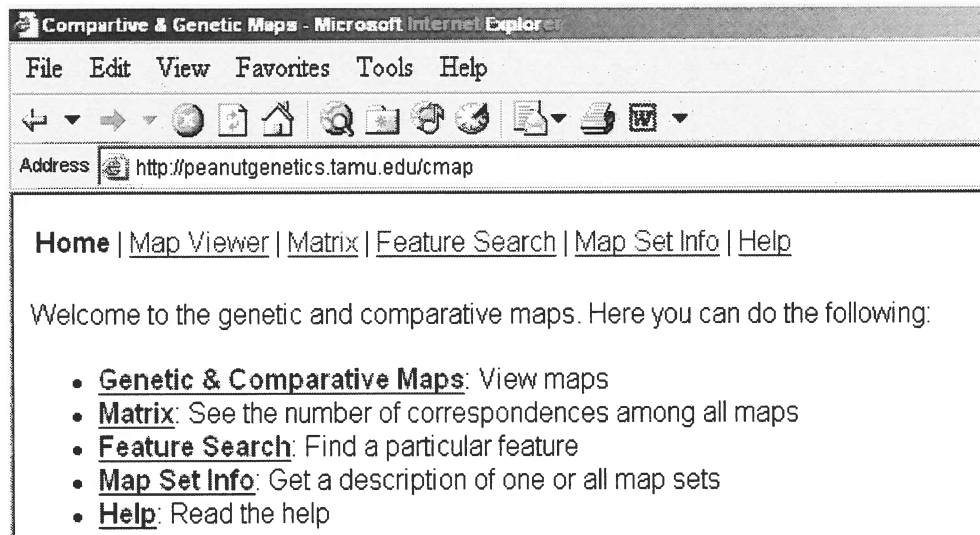 Compartive & Genetic Maps - Microsoft Internet Explorer
File Edit View Favorites Tools Help
Address http://peanutgenetics.tamu.edu/cmap
Home | Map Viewer | Matrix | Feature Search | Map Set Info | Help
Welcome to the genetic and comparative maps. Here you can do the following:
• Genetic & Comparative Maps: View maps
• Matrix: See the number of correspondences among all maps
• Feature Search: Find a particular feature
• Map Set Info: Get a description of one or all map sets
• Help: Read the help